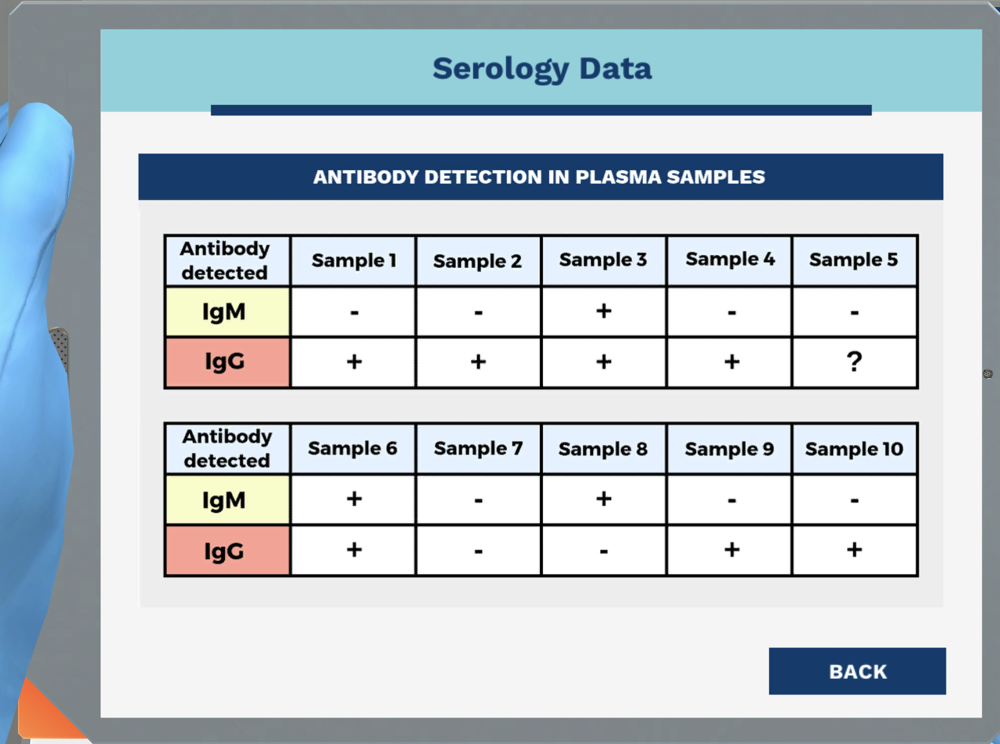 Serology Data
ANTIBODY DETECTION IN PLASMA SAMPLES
Antibody detected Sample 1 Sample 2 Sample 3 Sample 4 Sample 5
IgM - - + - -
IgG + + + + ?
Antibody detected Sample 6 Sample 7 Sample 8 Sample 9 Sample 10
IgM + - + - -
IgG + - - + +
BACK